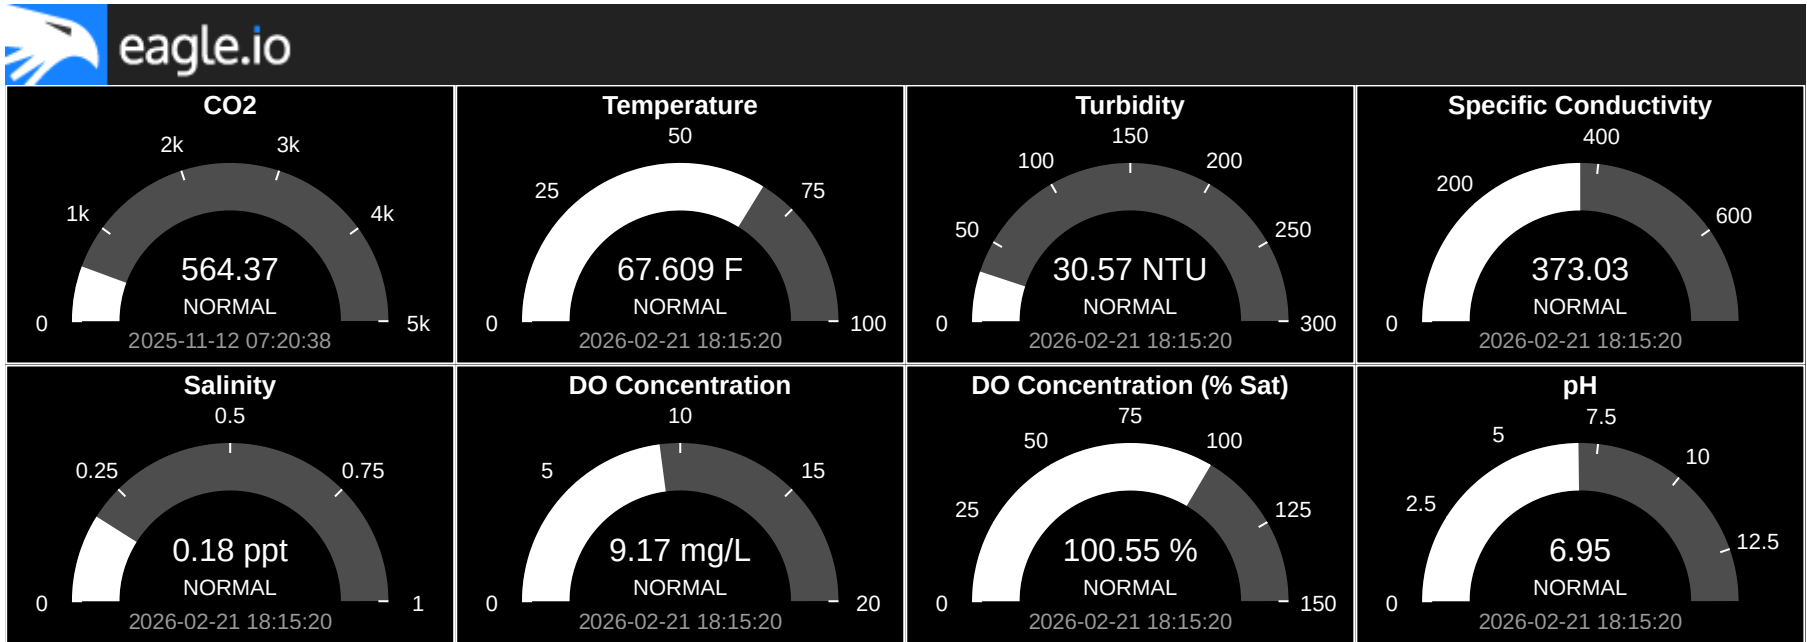 eagle.io
CO2
2k
3k
1k
4k
0
5k
564.37
NORMAL
2025-11-12 07:20:38
Temperature
50
25
75
0
100
67.609 F
NORMAL
2026-02-21 18:15:20
Turbidity
150
100
200
50
250
0
300
30.57 NTU
NORMAL
2026-02-21 18:15:20
Specific Conductivity
400
200
600
0
373.03
NORMAL
2026-02-21 18:15:20
Salinity
0.5
0.25
0.75
0
1
0.18 ppt
NORMAL
2026-02-21 18:15:20
DO Concentration
10
5
15
0
20
9.17 mg/L
NORMAL
2026-02-21 18:15:20
DO Concentration (% Sat)
75
50
100
25
125
0
150
100.55 %
NORMAL
2026-02-21 18:15:20
pH
7.5
5
10
2.5
12.5
0
6.95
NORMAL
2026-02-21 18:15:20